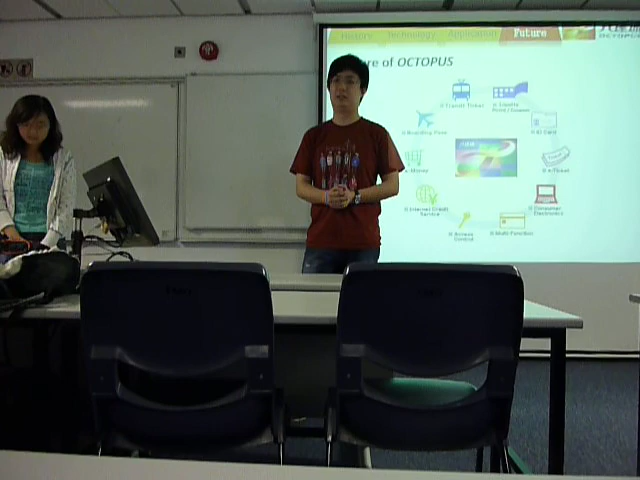 History Technology Application Future
OCTOPUS
re of OCTOPUS
Transit Ticket
Loyalty
Boarding Pass
ID Card
e-Money
e-Ticket
Internet Credit
Service
Consumer
Electronics
Access
Control
Multi-Function